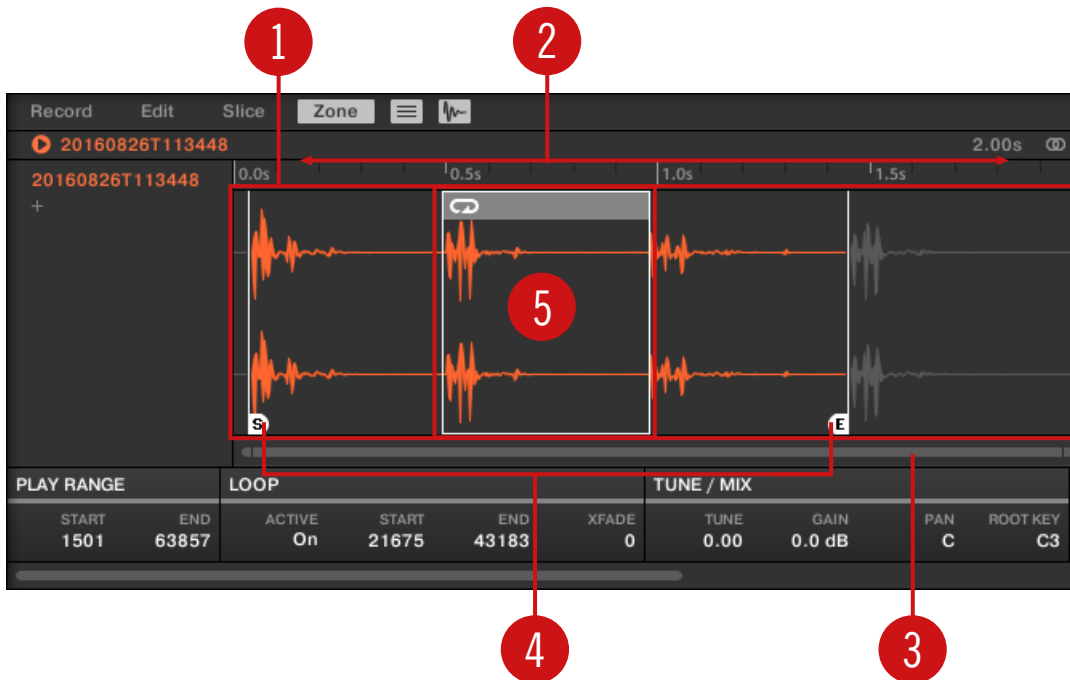 1 2
Record Edit Slice Zone
20160826T113448 2.00s
20160826T113448 0.0s 0.5s 1.0s 1.5s
+
5
S E
PLAY RANGE LOOP TUNE / MIX
START END ACTIVE START END XFADE TUNE GAIN PAN ROOT KEY
1501 63857 On 21675 43183 0 0.00 0.0 dB C C3
4 3